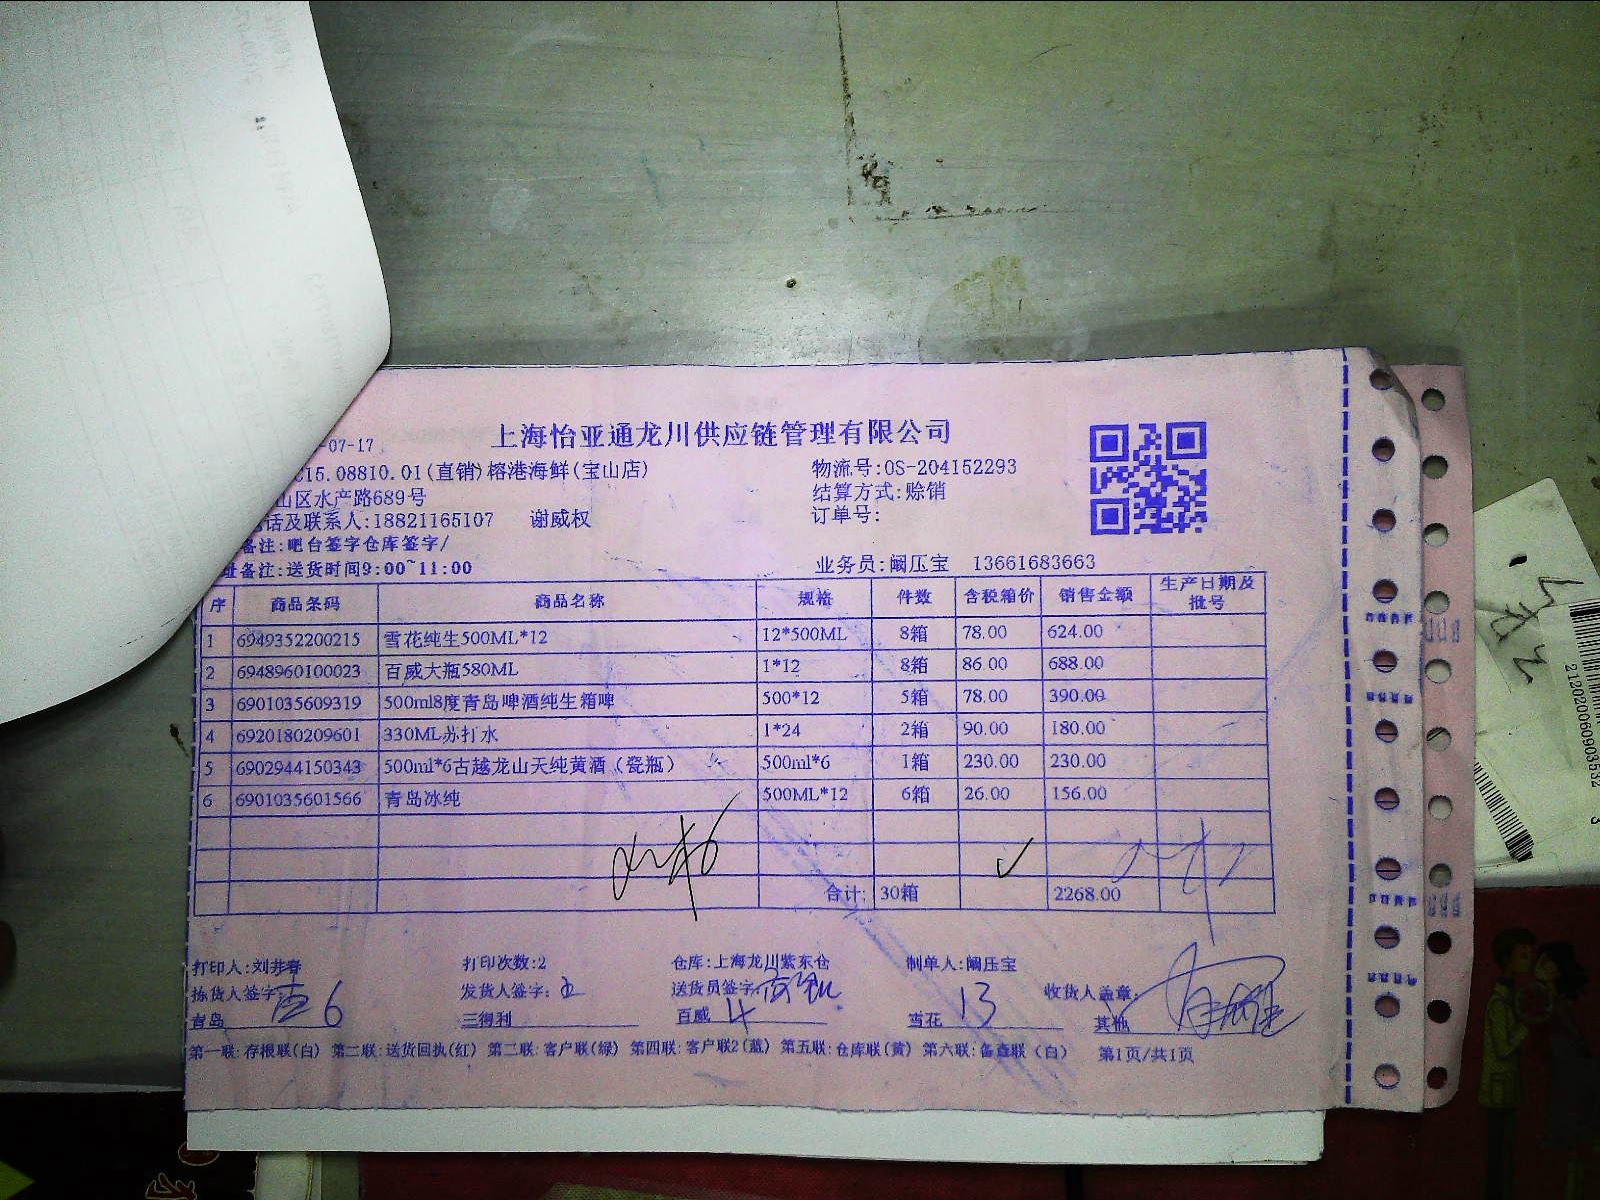 上海怡亚通龙川供应链管理有限公司
-07-17
C15.08810.01(直销)榕港海鲜(宝山店)
物流号:OS-204152293
山区水产路689号
结算方式:赊销
电话及联系人:18821165107 谢威权
订单号:
备注:吧台签字仓库签字/
址备注:送货时间9:00~11:00
业务员:阚压宝 13661683663
序 商品条码 商品名称 规格 件数 含税箱价 销售金额 生产日期及批号
1 6949352200215 雪花纯生500ML*12 12*500ML 8箱 78.00 624.00
2 6948960100023 百威大瓶580ML 1*12 8箱 86.00 688.00
3 6901035609319 500ml8度青岛啤酒纯生箱啤 500*12 5箱 78.00 390.00
4 6920180209601 330ML苏打水 1*24 2箱 90.00 180.00
5 6902944150343 500ml*6古越龙山天纯黄酒(瓷瓶) 500ml*6 1箱 230.00 230.00
6 6901035601566 青岛冰纯 500ML*12 6箱 26.00 156.00
合计: 30箱 2268.00
打印人:刘井春 打印次数:2 仓库:上海龙川紫东仓 制单人:阚压宝
拣货人签字: 发货人签字: 送货员签字: 收货人盖章:
青岛 6 三得利 百威 4 雪花 13 其他
第一联:存根联(白) 第二联:送货回执(红) 第三联:客户联(绿) 第四联:客户联2(蓝) 第五联:仓库联(黄) 第六联:备查联(白) 第1页/共1页